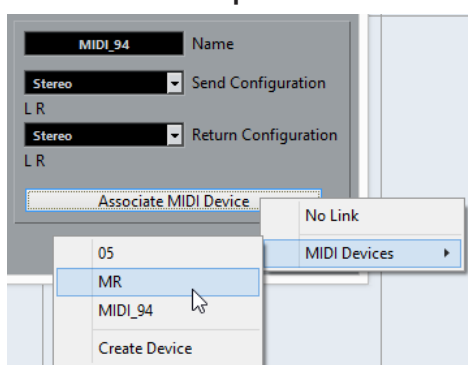 MIDI_94 Name
Stereo Send Configuration
L R
Stereo Return Configuration
L R
Associate MIDI Device
No Link
MIDI Devices
05
MR
MIDI_94
Create Device